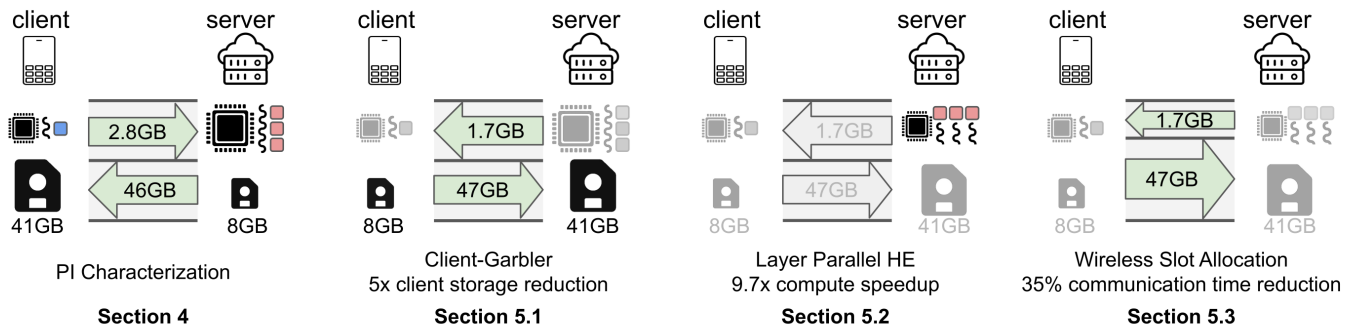 client server
2.8GB
46GB
41GB 8GB
PI Characterization
Section 4
client server
1.7GB
47GB
8GB 41GB
Client-Garbler
5x client storage reduction
Section 5.1
client server
1.7GB
47GB
8GB 41GB
Layer Parallel HE
9.7x compute speedup
Section 5.2
client server
1.7GB
47GB
8GB 41GB
Wireless Slot Allocation
35% communication time reduction
Section 5.3